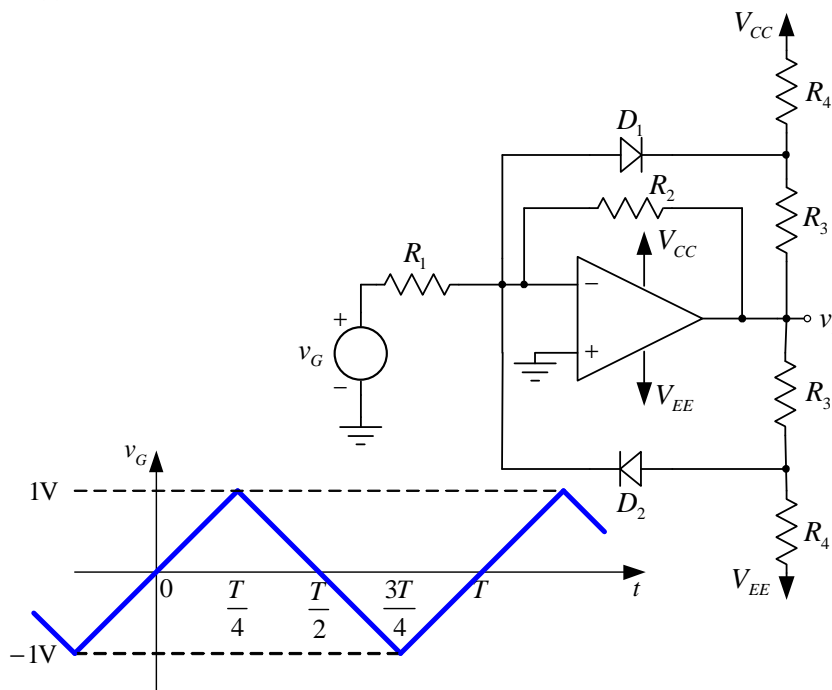 V_CC
R_4
D_1
R_2
R_3
V_CC
R_1
−
v
+
v_G
+
−
V_EE
R_3
v_G
1V
D_2
R_4
0
T/4
T/2
3T/4
T
t
V_EE
−1V